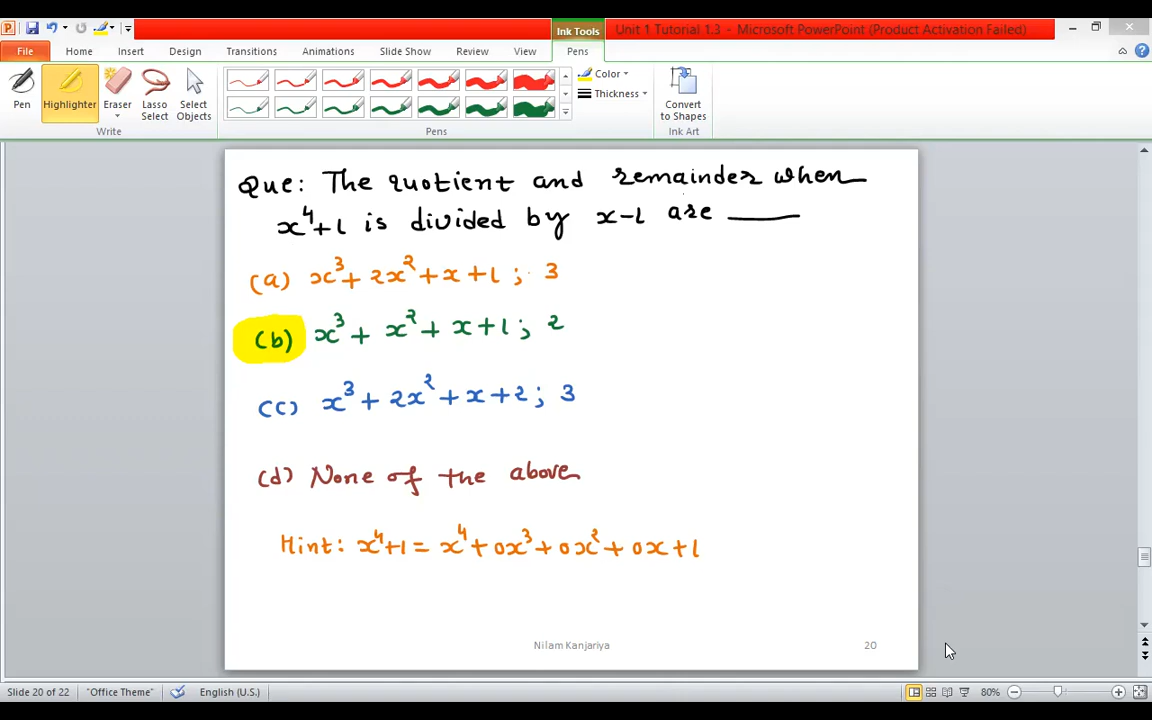 Ink Tools
Unit 1 Tutorial 1.3 - Microsoft PowerPoint (Product Activation Failed)
File Home Insert Design Transitions Animations Slide Show Review View Pens
Pen Highlighter Eraser Lasso Select Select Objects Color Thickness Convert to Shapes
Write Pens Ink Art
Que: The quotient and remainder when
x⁴+1 is divided by x-1 are ____
(a) x³+2x²+x+1; 3
(b) x³+x²+x+1; 2
(c) x³+2x²+x+2; 3
(d) None of the above
Hint: x⁴+1 = x⁴+0x³+0x²+0x+1
Nilam Kanjariya 20
Slide 20 of 22 "Office Theme" English (U.S.) 80%